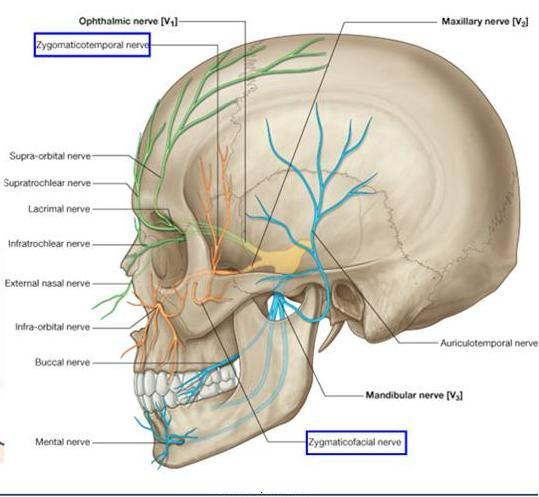 Ophthalmic nerve [V₁]
Maxillary nerve [V₂]
Zygomaticotemporal nerve
Supra-orbital nerve
Supratrochlear nerve
Lacrimal nerve
Infratrochlear nerve
External nasal nerve
Infra-orbital nerve
Auriculotemporal nerve
Buccal nerve
Mandibular nerve [V₃]
Mental nerve
Zygmaticofacial nerve